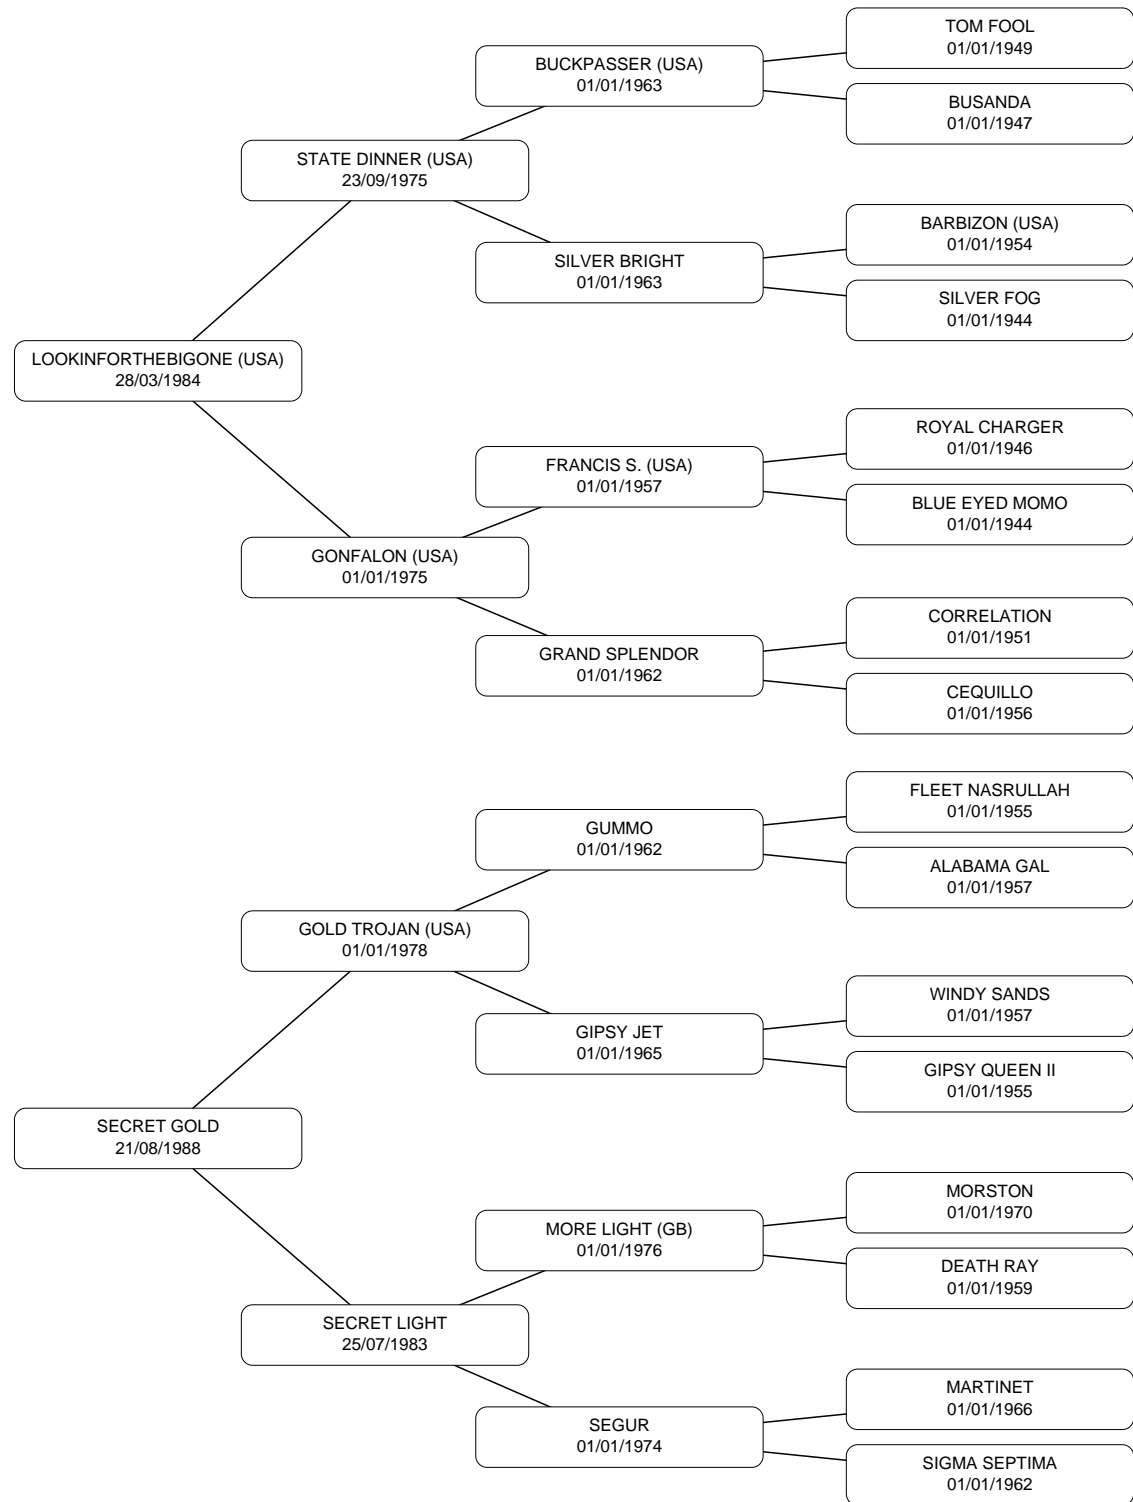 TOM FOOL
01/01/1949
BUCKPASSER (USA)
01/01/1963
BUSANDA
01/01/1947
STATE DINNER (USA)
23/09/1975
BARBIZON (USA)
01/01/1954
SILVER BRIGHT
01/01/1963
SILVER FOG
01/01/1944
LOOKINFORTHEBIGONE (USA)
28/03/1984
ROYAL CHARGER
01/01/1946
FRANCIS S. (USA)
01/01/1957
BLUE EYED MOMO
01/01/1944
GONFALON (USA)
01/01/1975
CORRELATION
01/01/1951
GRAND SPLENDOR
01/01/1962
CEQUILLO
01/01/1956
FLEET NASRULLAH
01/01/1955
GUMMO
01/01/1962
ALABAMA GAL
01/01/1957
GOLD TROJAN (USA)
01/01/1978
WINDY SANDS
01/01/1957
GIPSY JET
01/01/1965
GIPSY QUEEN II
01/01/1955
SECRET GOLD
21/08/1988
MORSTON
01/01/1970
MORE LIGHT (GB)
01/01/1976
DEATH RAY
01/01/1959
SECRET LIGHT
25/07/1983
MARTINET
01/01/1966
SEGUR
01/01/1974
SIGMA SEPTIMA
01/01/1962